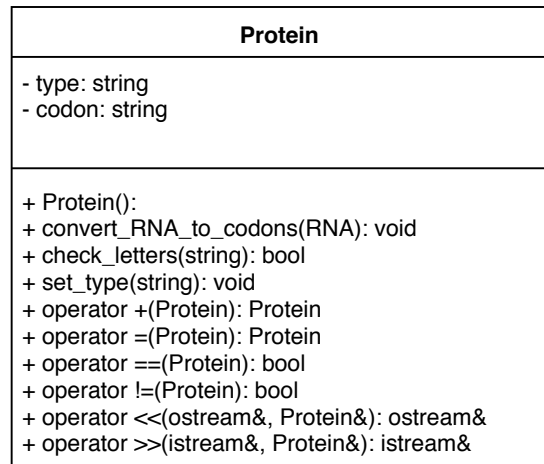 Protein
- type: string
- codon: string
+ Protein():
+ convert_RNA_to_codons(RNA): void
+ check_letters(string): bool
+ set_type(string): void
+ operator +(Protein): Protein
+ operator =(Protein): Protein
+ operator ==(Protein): bool
+ operator !=(Protein): bool
+ operator <<(ostream&, Protein&): ostream&
+ operator >>(istream&, Protein&): istream&